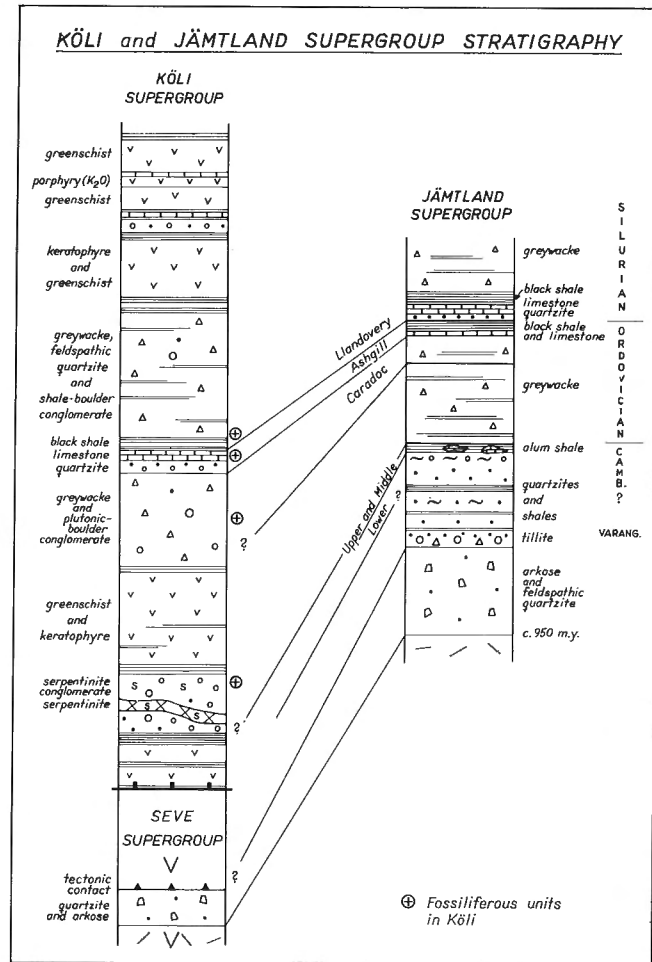 KÖLI and JÄMTLAND SUPERGROUP STRATIGRAPHY
KÖLI
SUPERGROUP
greenschist
porphyry (K₂O)
greenschist
keratophyre
and
greenschist
greywacke,
feldspathic
quartzite
and
shale-boulder
conglomerate
black shale
limestone
quartzite
greywacke
and
plutonic-
boulder
conglomerate
greenschist
and
keratophyre
serpentinite
conglomerate
serpentinite
S
S
S
S
S
SEVE
SUPERGROUP
tectonic
contact
quartzite
and arkose
Llandovery
Ashgill
Caradoc
?
Upper and Middle
Lower
?
?
?
JÄMTLAND
SUPERGROUP
greywacke
black shale
limestone
quartzite
black shale
and limestone
greywacke
alum shale
quartzites
and
shales
tillite
arkose
and
feldspathic
quartzite
c. 950 m.y.
SILURIAN
ORDOVICIAN
CAMB.
?
VARANG.
⊕ Fossiliferous units
in Köli